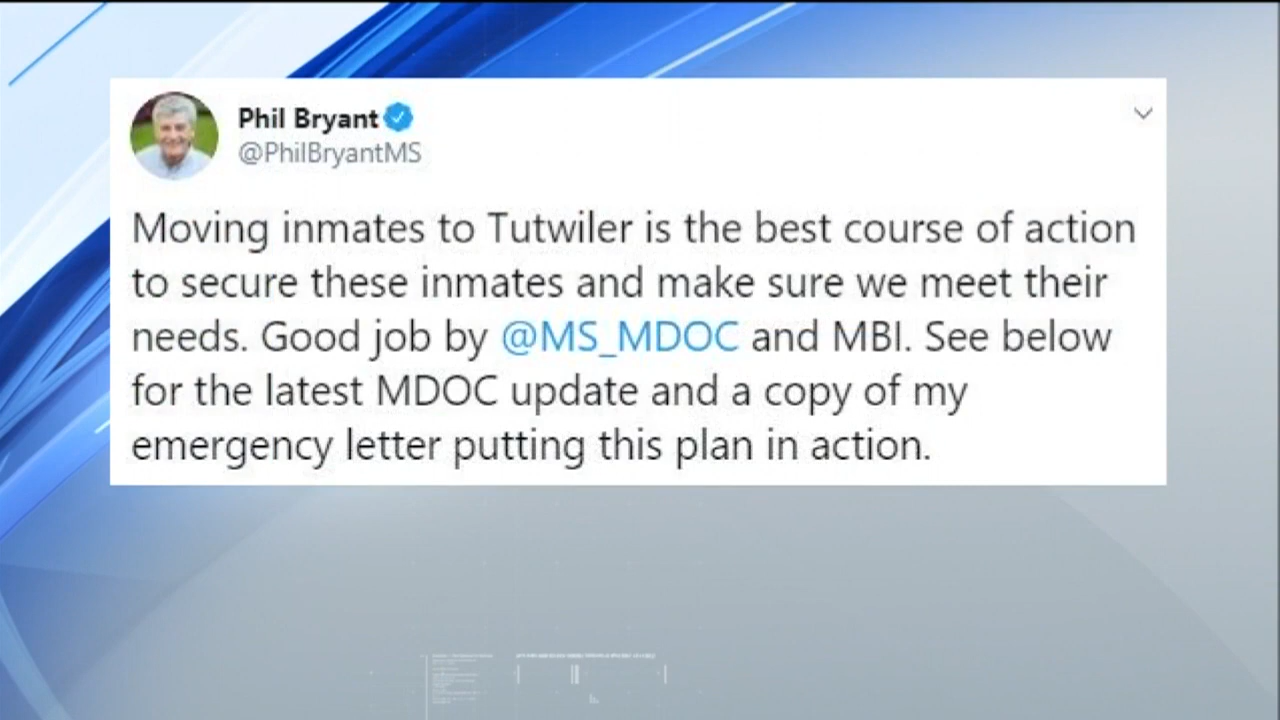 Phil Bryant
@PhilBryantMS
Moving inmates to Tutwiler is the best course of action
to secure these inmates and make sure we meet their
needs. Good job by @MS_MDOC and MBI. See below
for the latest MDOC update and a copy of my
emergency letter putting this plan in action.